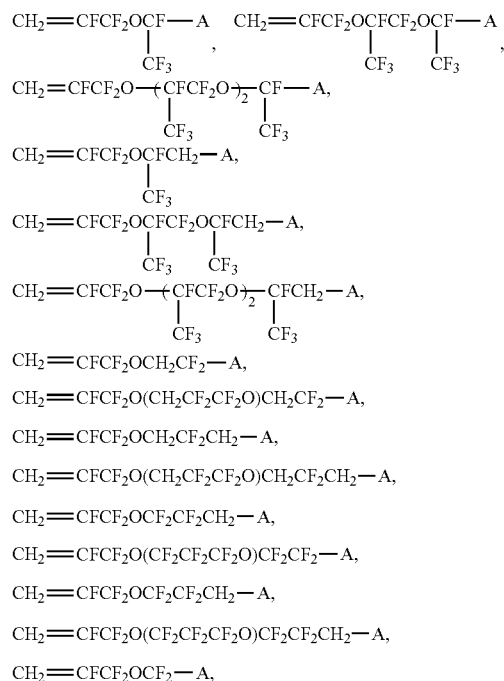 CH₂=CFCF₂OCF—A , CH₂=CFCF₂OCFCF₂OCF—A
CF₃ CF₃ CF₃
CH₂=CFCF₂O—(CFCF₂O)₂—CF—A,
CF₃ CF₃
CH₂=CFCF₂OCFCH₂—A,
CF₃
CH₂=CFCF₂OCFCF₂OCFCH₂—A,
CF₃ CF₃
CH₂=CFCF₂O—(CFCF₂O)₂—CFCH₂—A,
CF₃ CF₃
CH₂=CFCF₂OCH₂CF₂—A,
CH₂=CFCF₂O(CH₂CF₂CF₂O)CH₂CF₂—A,
CH₂=CFCF₂OCH₂CF₂CH₂—A,
CH₂=CFCF₂O(CH₂CF₂CF₂O)CH₂CF₂CH₂—A,
CH₂=CFCF₂OCF₂CF₂CH₂—A,
CH₂=CFCF₂O(CF₂CF₂CF₂O)CF₂CF₂—A,
CH₂=CFCF₂OCF₂CF₂CH₂—A,
CH₂=CFCF₂O(CF₂CF₂CF₂O)CF₂CF₂CH₂—A,
CH₂=CFCF₂OCF₂—A,